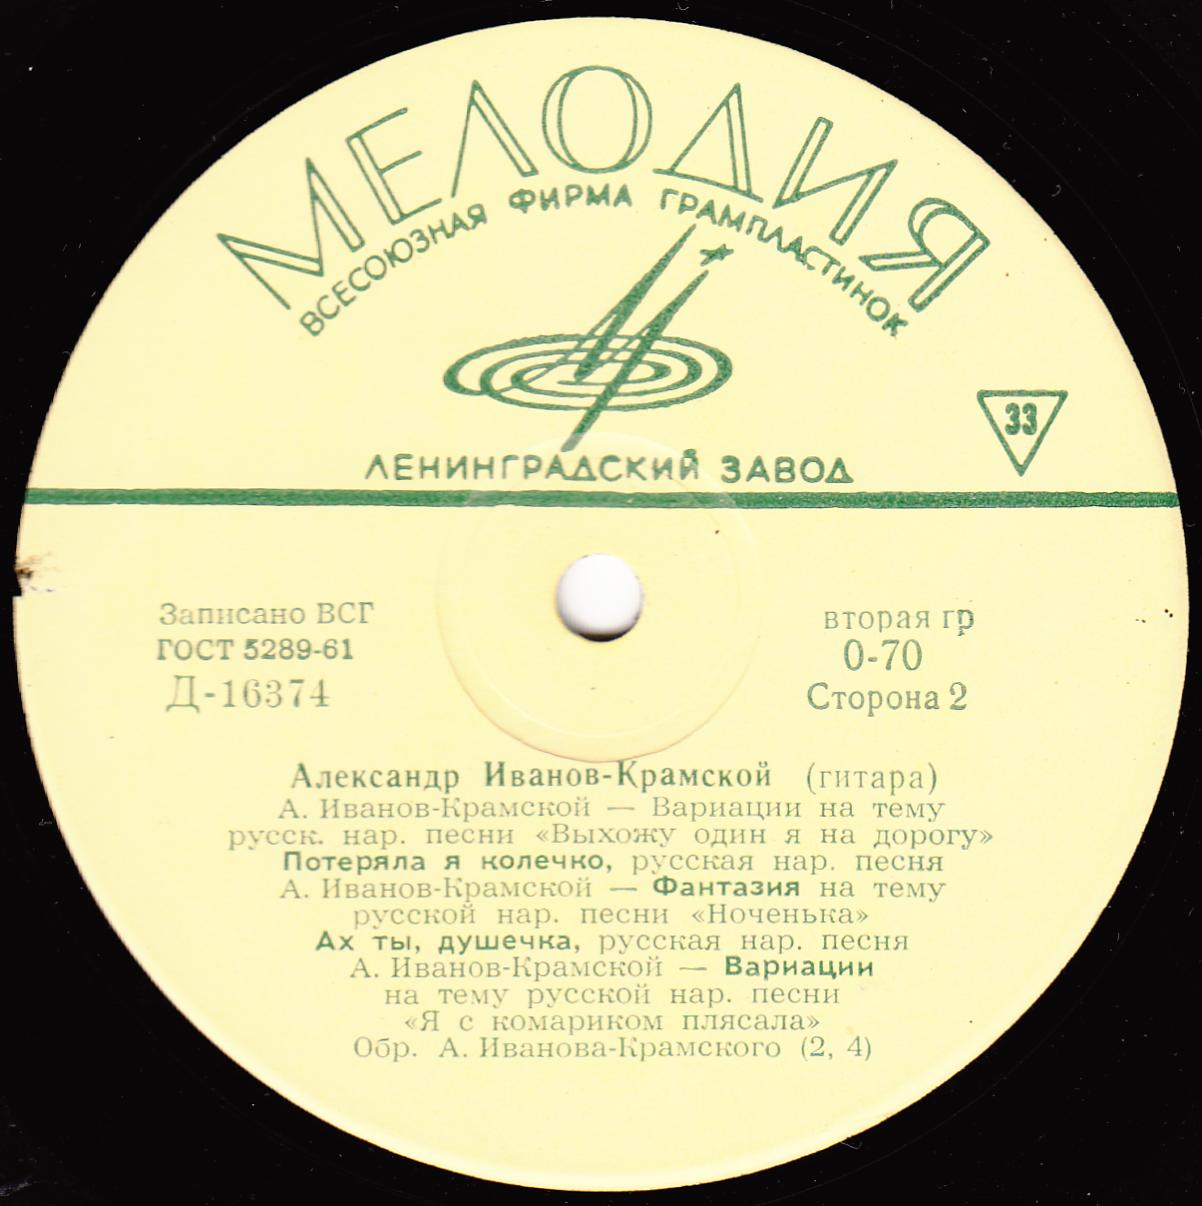 МЕЛОДИЯ
ВСЕСОЮЗНАЯ ФИРМА ГРАМПЛАСТИНОК
33
ЛЕНИНГРАДСКИЙ ЗАВОД
Записано ВСГ
ГОСТ 5289-61
Д-16374
вторая гр
0-70
Сторона 2
Александр Иванов-Крамской (гитара)
А. Иванов-Крамской — Вариации на тему
русск. нар. песни «Выхожу один я на дорогу»
Потеряла я колечко, русская нар. песня
А. Иванов-Крамской — Фантазия на тему
русской нар. песни «Ноченька»
Ах ты, душечка, русская нар. песня
А. Иванов-Крамской — Вариации
на тему русской нар. песни
«Я с комариком плясала»
Обр. А. Иванова-Крамского (2, 4)